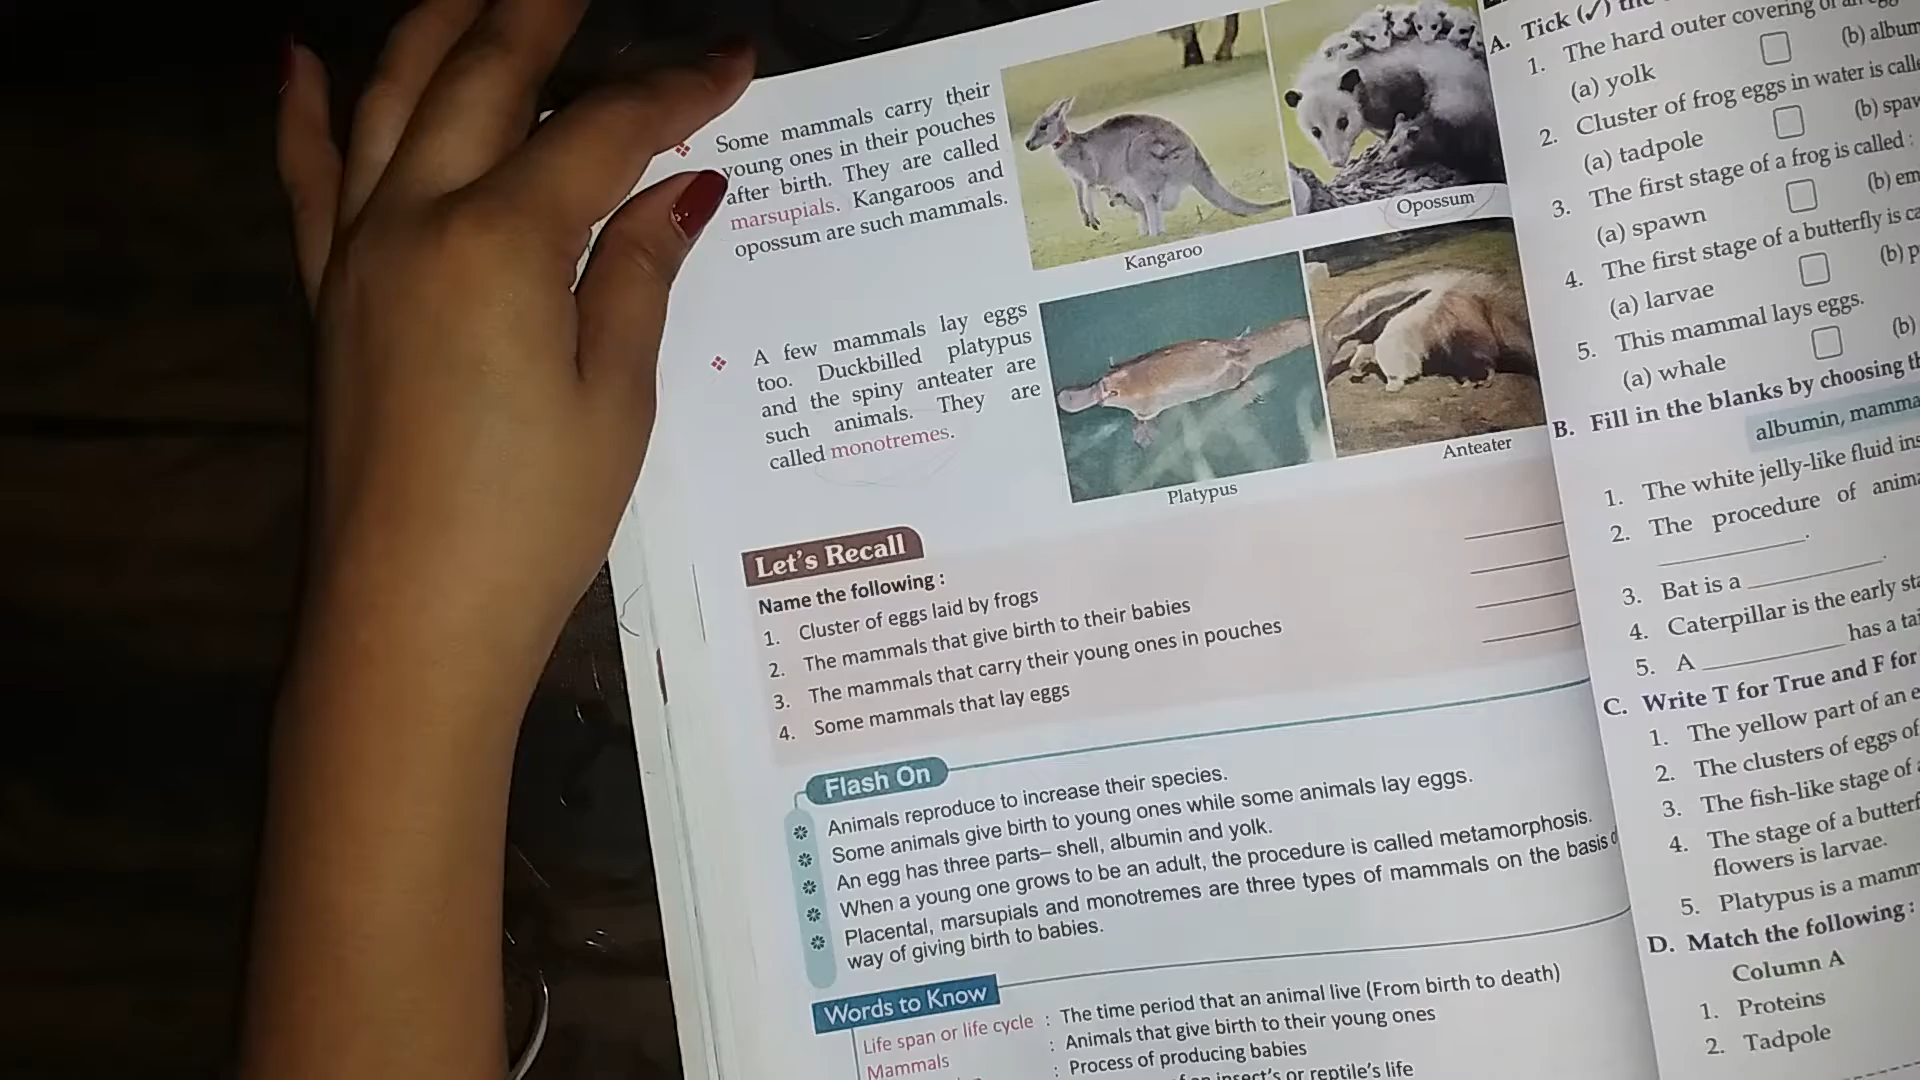 Some mammals carry their
young ones in their pouches
after birth. They are called
marsupials. Kangaroos and
opossum are such mammals.
Kangaroo
Opossum
A few mammals lay eggs
too. Duckbilled platypus
and the spiny anteater are
such animals. They are
called monotremes.
Platypus
Anteater
Let's Recall
Name the following :
1. Cluster of eggs laid by frogs
2. The mammals that give birth to their babies
3. The mammals that carry their young ones in pouches
4. Some mammals that lay eggs
Flash On
Animals reproduce to increase their species.
Some animals give birth to young ones while some animals lay eggs.
An egg has three parts– shell, albumin and yolk.
When a young one grows to be an adult, the procedure is called metamorphosis.
Placental, marsupials and monotremes are three types of mammals on the basis
way of giving birth to babies.
Words to Know
Life span or life cycle : The time period that an animal live (From birth to death)
Mammals : Animals that give birth to their young ones
: Process of producing babies
insect's or reptile's life
A. Tick (✓)
1. The hard outer covering of an
(a) yolk (b)
2. Cluster of frog eggs in water is
(a) tadpole (b)
3. The first stage of a frog is called :
(a) spawn (b)
4. The first stage of a butterfly is
(a) larvae (b)
5. This mammal lays eggs.
(a) whale (b)
B. Fill in the blanks by choosing
albumin,
1. The white jelly-like fluid
2. The procedure of
.
3. Bat is a .
4. Caterpillar is the early
5. A has a
C. Write T for True and F for
1. The yellow part of an
2. The clusters of eggs of
3. The fish-like stage of
4. The stage of a
flowers is larvae.
5. Platypus is a
D. Match the following :
Column A
1. Proteins
2. Tadpole